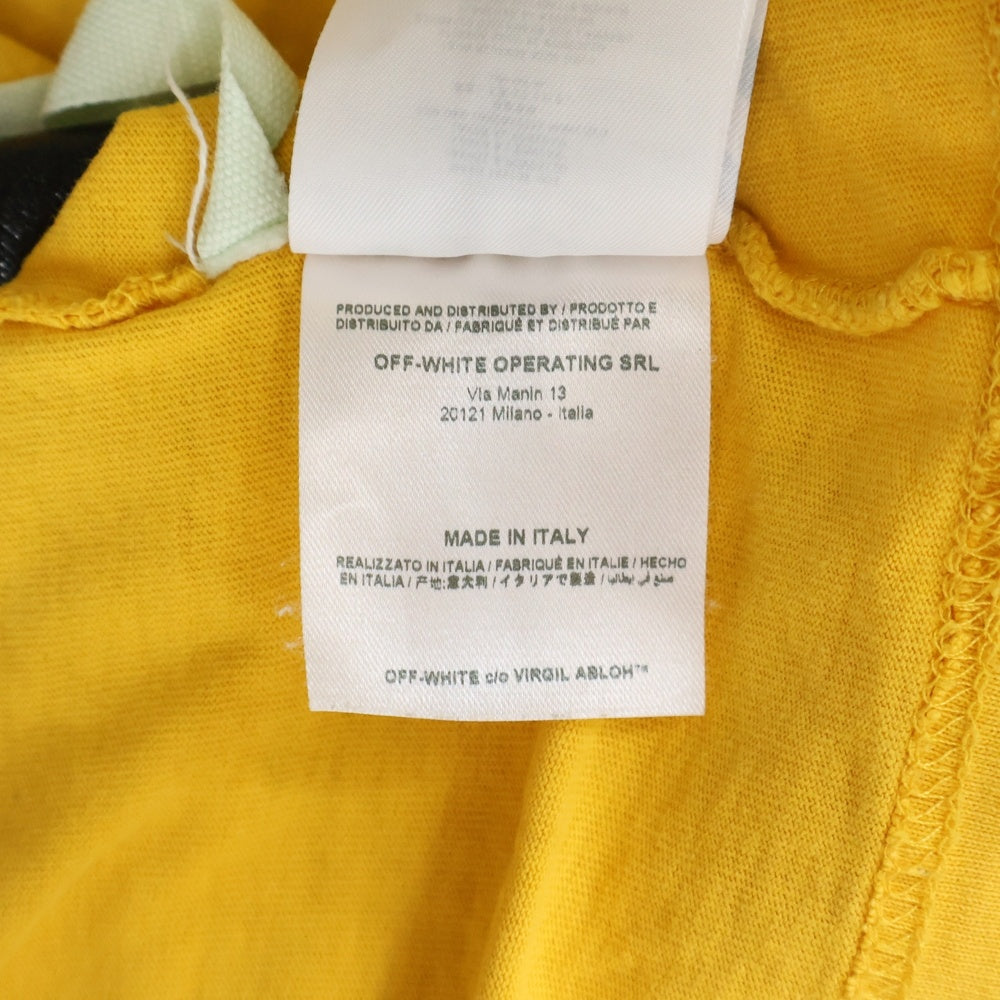 PRODUCED AND DISTRIBUTED BY / PRODOTTO E
DISTRIBUITO DA / FABRIQUÉ ET DISTRIBUÉ PAR
OFF-WHITE OPERATING SRL
Via Manin 13
20121 Milano - Italia
MADE IN ITALY
REALIZZATO IN ITALIA / FABRIQUÉ EN ITALIE / HECHO
EN ITALIA / 产地:意大利 / イタリアで製造 / صنع في إيطاليا
OFF-WHITE c/o VIRGIL ABLOH™